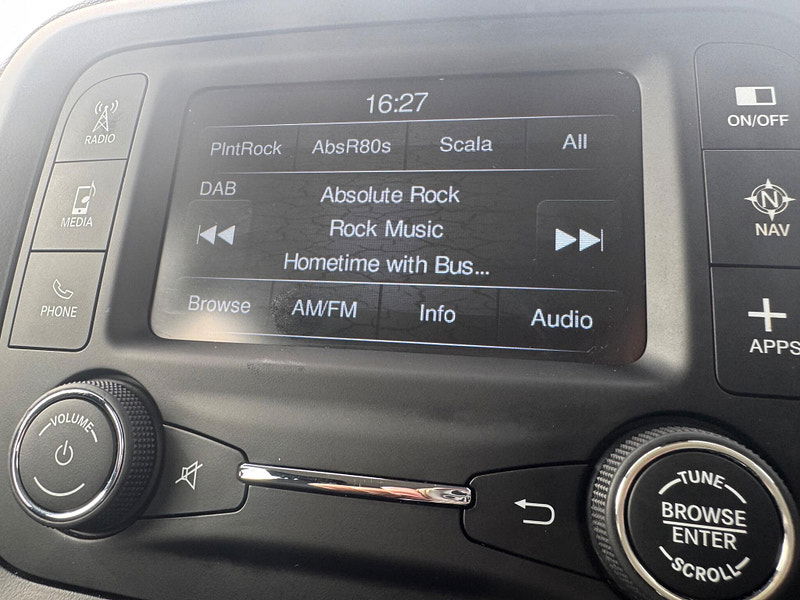 16:27
PlntRock AbsR80s Scala All
DAB
Absolute Rock
Rock Music
Hometime with Bus...
Browse AM/FM Info Audio
RADIO
MEDIA
PHONE
ON/OFF
N
NAV
APPS
VOLUME
TUNE
BROWSE
ENTER
SCROLL